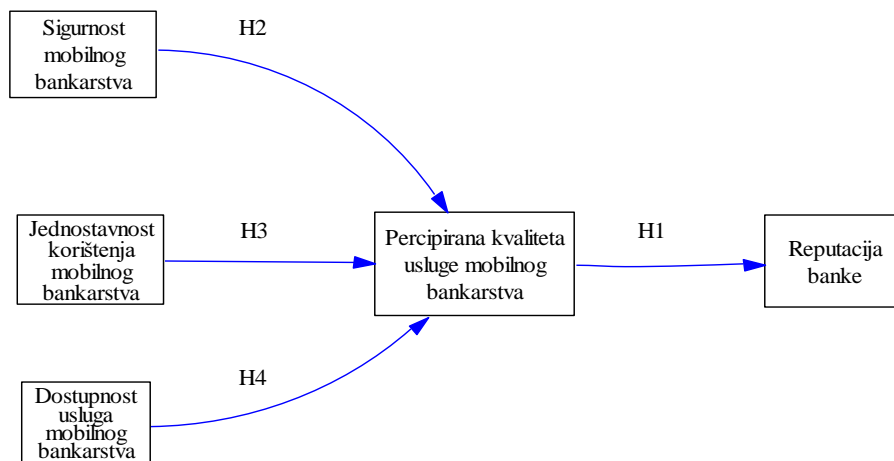 Sigurnost
mobilnog
bankarstva
H2
Jednostavnost
korištenja
mobilnog
bankarstva
H3
Percipirana kvaliteta
usluge mobilnog
bankarstva
H1
Reputacija
banke
Dostupnost
usluga
mobilnog
bankarstva
H4